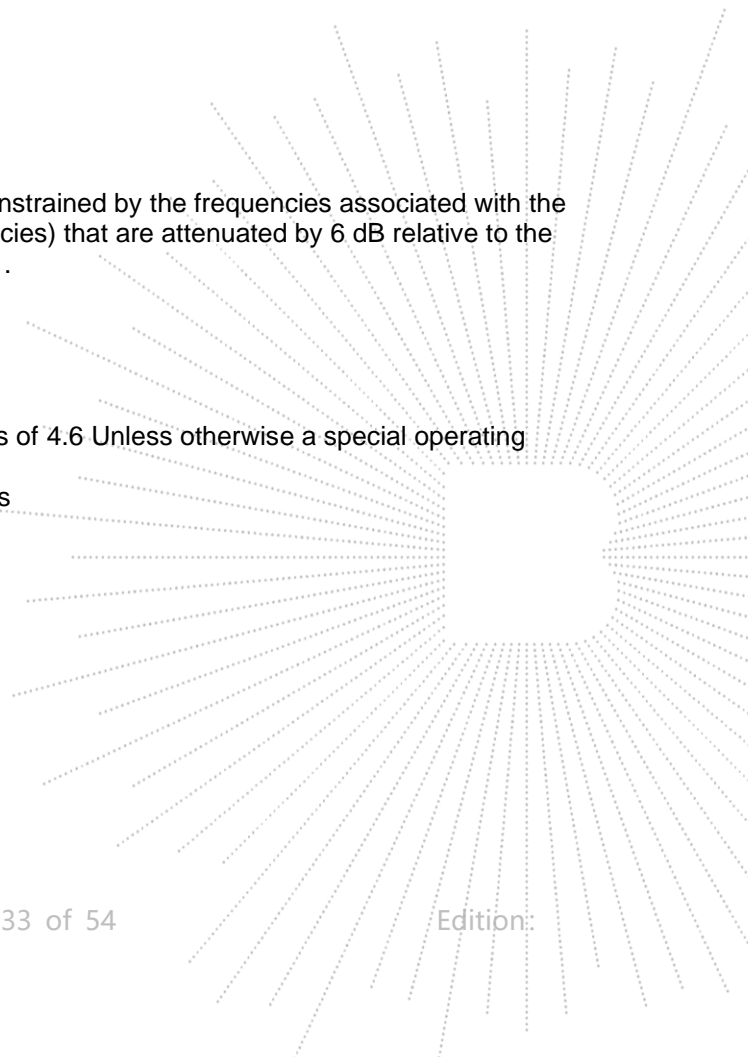 nstrained by the frequencies associated with the
cies) that are attenuated by 6 dB relative to the
.
s of 4.6 Unless otherwise a special operating
s
33 of 54 Edition: